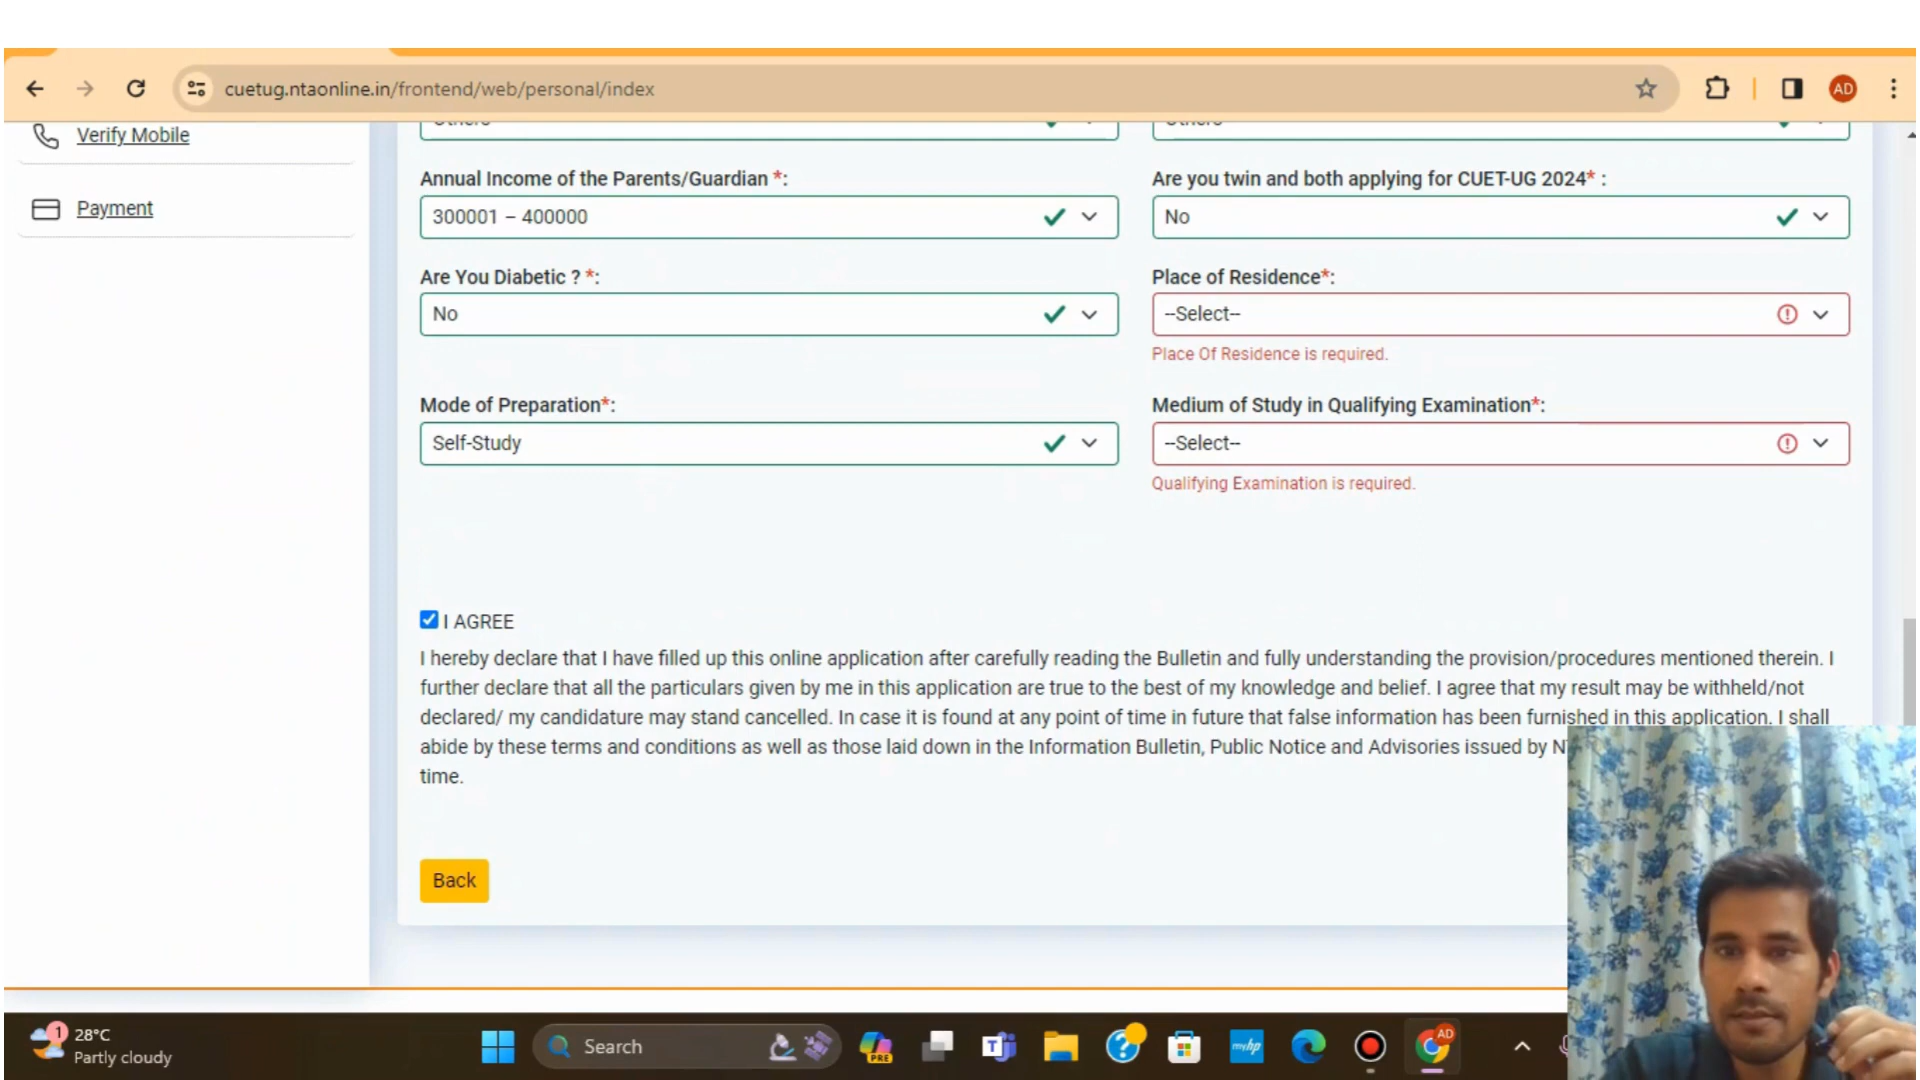 cuetug.ntaonline.in/frontend/web/personal/index
AD
Verify Mobile
Payment
Others
Others
Annual Income of the Parents/Guardian *:
300001 – 400000
Are you twin and both applying for CUET-UG 2024* :
No
Are You Diabetic ? *:
No
Place of Residence*:
--Select--
Place Of Residence is required.
Mode of Preparation*:
Self-Study
Medium of Study in Qualifying Examination*:
--Select--
Qualifying Examination is required.
I AGREE
I hereby declare that I have filled up this online application after carefully reading the Bulletin and fully understanding the provision/procedures mentioned therein. I
further declare that all the particulars given by me in this application are true to the best of my knowledge and belief. I agree that my result may be withheld/not
declared/ my candidature may stand cancelled. In case it is found at any point of time in future that false information has been furnished in this application. I shall
abide by these terms and conditions as well as those laid down in the Information Bulletin, Public Notice and Advisories issued by
time.
Back
1
28°C
Partly cloudy
Search
PRE
T
?
myhp
AD